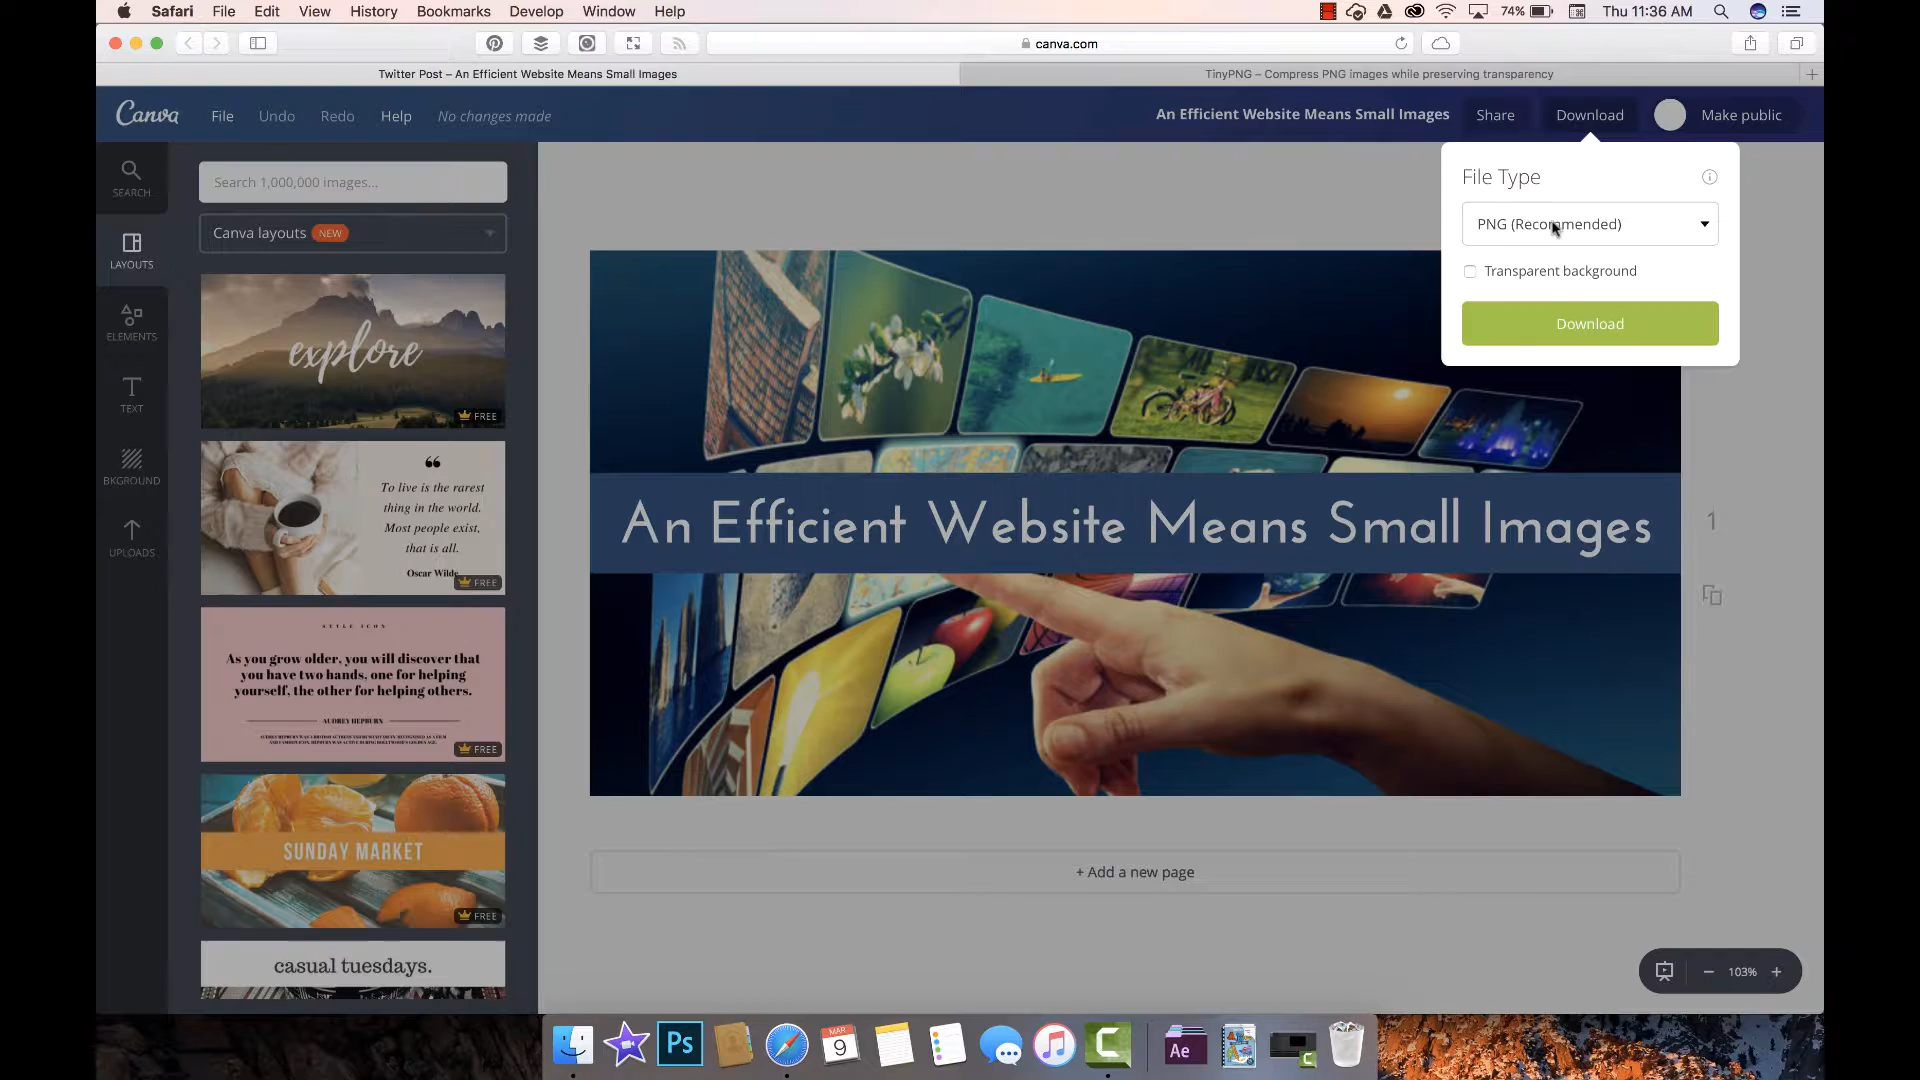 Safari File Edit View History Bookmarks Develop Window Help 74% Thu 11:36 AM
canva.com
Twitter Post – An Efficient Website Means Small Images
TinyPNG – Compress PNG images while preserving transparency
Canva File Undo Redo Help No changes made An Efficient Website Means Small Images Share Download Make public
SEARCH
LAYOUTS
ELEMENTS
TEXT
BKGROUND
UPLOADS
Search 1,000,000 images...
Canva layouts NEW
explore
FREE
To live is the rarest
thing in the world.
Most people exist,
that is all.
Oscar Wilde
FREE
STYLE ICON
As you grow older, you will discover that
you have two hands, one for helping
yourself, the other for helping others.
AUDREY HEPBURN
FREE
SUNDAY MARKET
FREE
casual tuesdays.
File Type
PNG (Recommended)
Transparent background
Download
An Efficient Website Means Small Images
1
+ Add a new page
103%
Ps
MAR
9
Ae